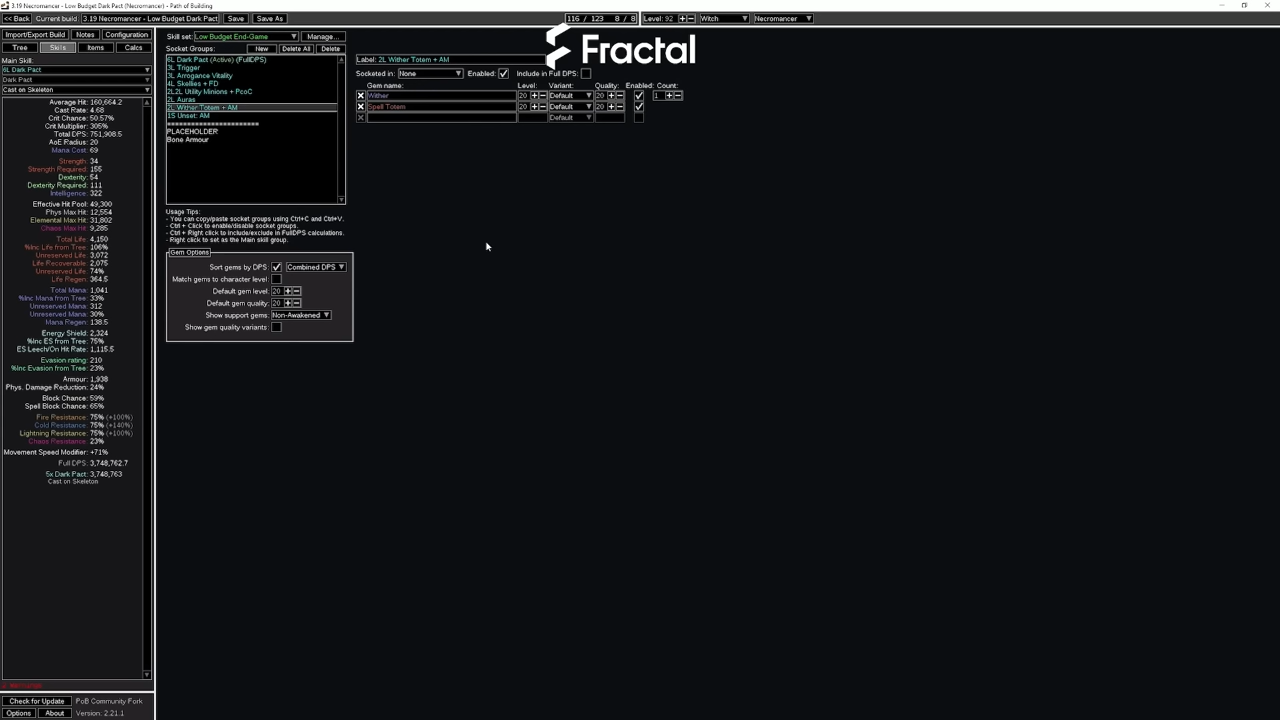 3.19 Necromancer - Low Budget Dark Pact (Necromancer) - Path of Building
<< Back Current build: 3.19 Necromancer - Low Budget Dark Pact Save Save As 116 / 123 8 / 8 Level: 92 + - Witch Necromancer
Fractal
Import/Export Build Notes Configuration
Tree Skills Items Calcs
Main Skill:
6L Dark Pact
Dark Pact
Cast on Skeleton
Average Hit: 160,664.2
Cast Rate: 4.68
Crit Chance: 50.57%
Crit Multiplier: 305%
Total DPS: 751,908.5
AoE Radius: 20
Mana Cost: 69
Strength: 34
Strength Required: 155
Dexterity: 54
Dexterity Required: 111
Intelligence: 322
Effective Hit Pool: 49,300
Phys Max Hit: 12,554
Elemental Max Hit: 31,802
Chaos Max Hit: 9,285
Total Life: 4,150
%Inc Life from Tree: 106%
Unreserved Life: 3,072
Life Recoverable: 2,075
Unreserved Life: 74%
Life Regen: 364.5
Total Mana: 1,041
%Inc Mana from Tree: 33%
Unreserved Mana: 312
Unreserved Mana: 30%
Mana Regen: 138.5
Energy Shield: 2,324
%Inc ES from Tree: 75%
ES Leech/On Hit Rate: 1,115.5
Evasion rating: 210
%Inc Evasion from Tree: 23%
Armour: 1,938
Phys. Damage Reduction: 24%
Block Chance: 59%
Spell Block Chance: 65%
Fire Resistance: 75% (+100%)
Cold Resistance: 75% (+140%)
Lightning Resistance: 75% (+100%)
Chaos Resistance: 23%
Movement Speed Modifier: +71%
Full DPS: 3,748,762.7
5x Dark Pact: 3,748,763
Cast on Skeleton
Check for Update PoB Community Fork
Options About Version: 2.21.1
Skill set: Low Budget End-Game Manage...
Socket Groups: New Delete All Delete
6L Dark Pact (Active) (FullDPS)
3L Trigger
3L Arrogance Vitality
4L Skellies + FD
2L2L Utility Minions + PcoC
2L Auras
2L Wither Totem + AM
1S Unset: AM
========================
PLACEHOLDER
Bone Armour
Usage Tips:
- You can copy/paste socket groups using Ctrl+C and Ctrl+V.
- Ctrl + Click to enable/disable socket groups.
- Ctrl + Right click to include/exclude in FullDPS calculations.
- Right click to set as the Main skill group.
Gem Options
Sort gems by DPS: Combined DPS
Match gems to character level:
Default gem level: 20 + -
Default gem quality: 20 + -
Show support gems: Non-Awakened
Show gem quality variants:
Label: 2L Wither Totem + AM
Socketed in: None Enabled: Include in Full DPS:
Gem name: Level: Variant: Quality: Enabled: Count:
Wither 20 + - Default 20 + - 1 + -
Spell Totem 20 + - Default 20 + -
Default